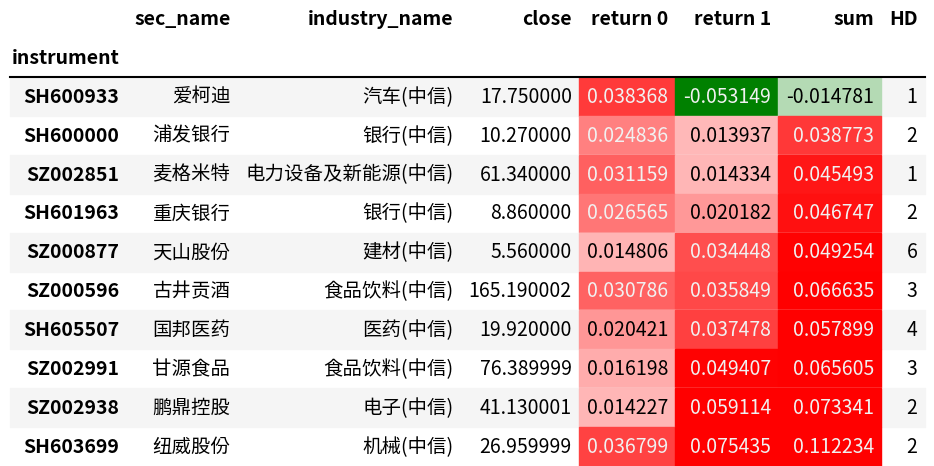 sec_name industry_name close return 0 return 1 sum HD
instrument
SH600933 爱柯迪 汽车(中信) 17.750000 0.038368 -0.053149 -0.014781 1
SH600000 浦发银行 银行(中信) 10.270000 0.024836 0.013937 0.038773 2
SZ002851 麦格米特 电力设备及新能源(中信) 61.340000 0.031159 0.014334 0.045493 1
SH601963 重庆银行 银行(中信) 8.860000 0.026565 0.020182 0.046747 2
SZ000877 天山股份 建材(中信) 5.560000 0.014806 0.034448 0.049254 6
SZ000596 古井贡酒 食品饮料(中信) 165.190002 0.030786 0.035849 0.066635 3
SH605507 国邦医药 医药(中信) 19.920000 0.020421 0.037478 0.057899 4
SZ002991 甘源食品 食品饮料(中信) 76.389999 0.016198 0.049407 0.065605 3
SZ002938 鹏鼎控股 电子(中信) 41.130001 0.014227 0.059114 0.073341 2
SH603699 纽威股份 机械(中信) 26.959999 0.036799 0.075435 0.112234 2